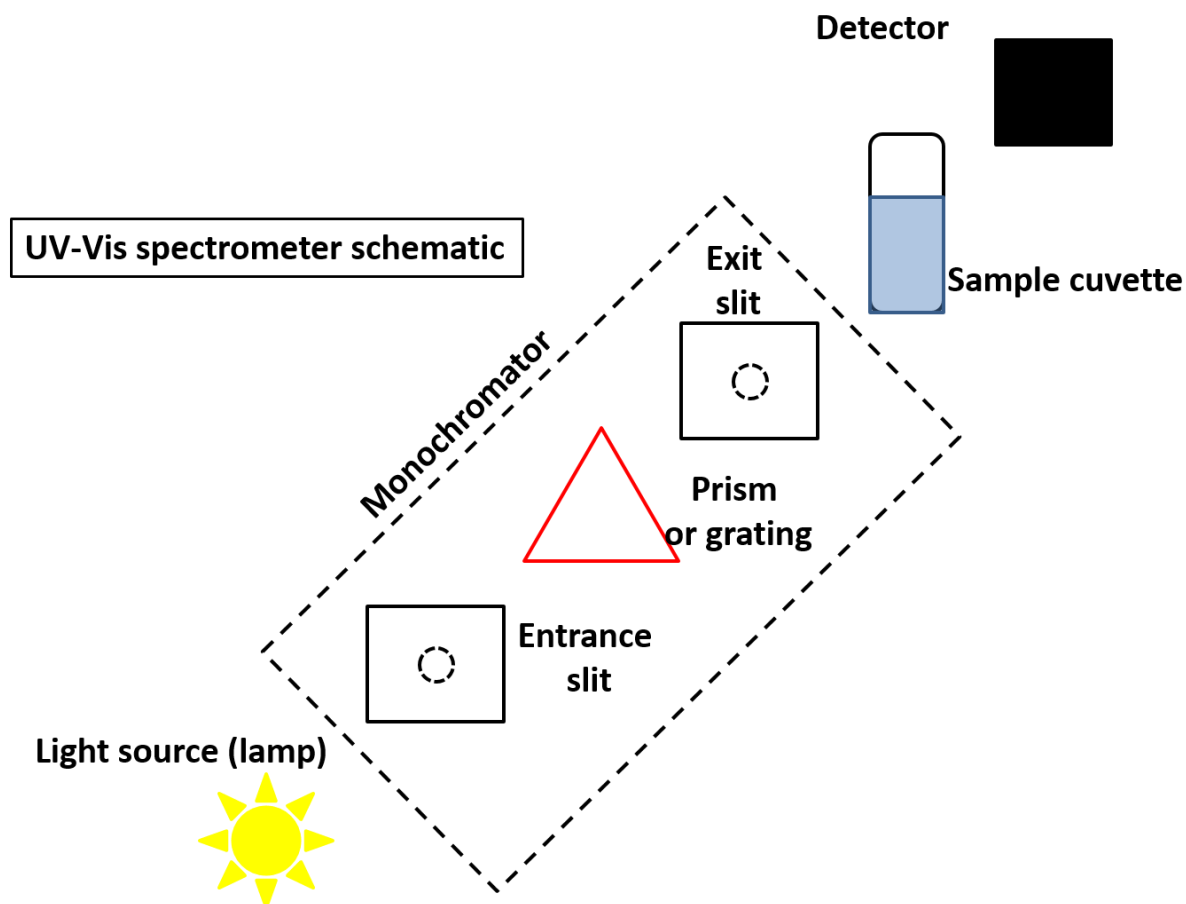 Detector
UV-Vis spectrometer schematic
Exit
slit
Sample cuvette
Monochromator
Prism
or grating
Entrance
slit
Light source (lamp)